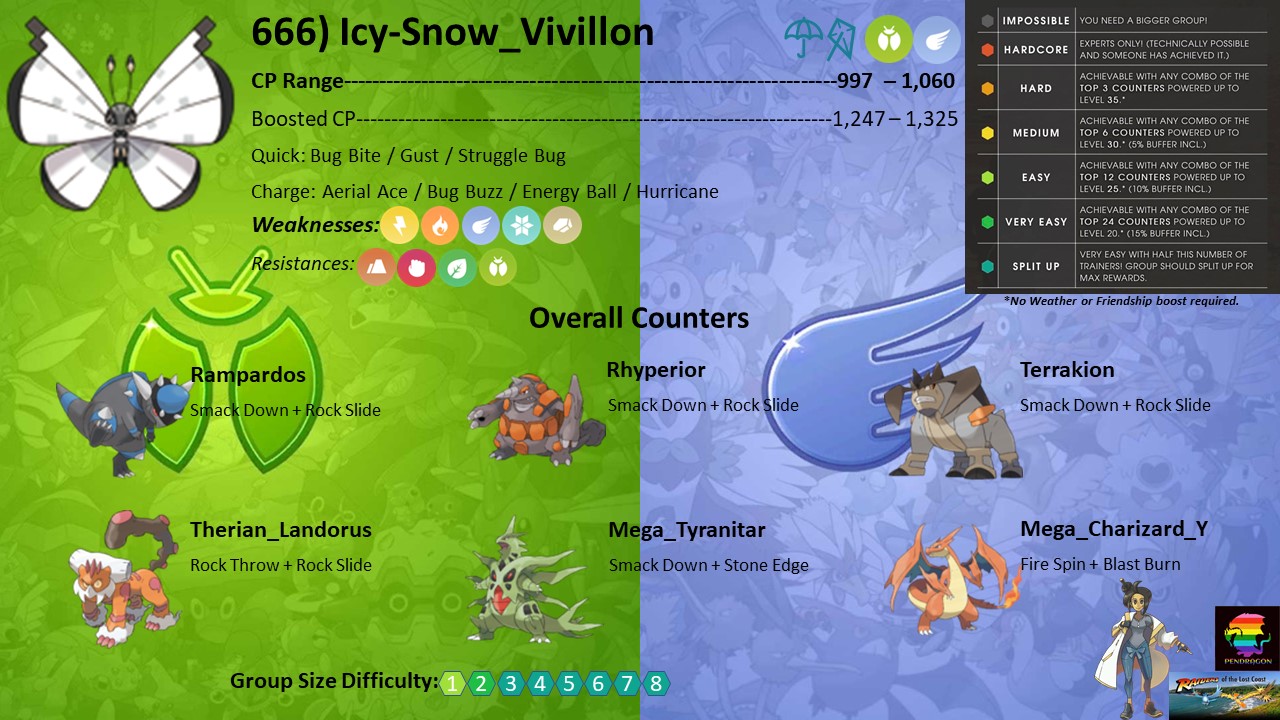 666) Icy-Snow_Vivillon
CP Range----------------------------------------------------------------------997 – 1,060
Boosted CP--------------------------------------------------------------------1,247 – 1,325
Quick: Bug Bite / Gust / Struggle Bug
Charge: Aerial Ace / Bug Buzz / Energy Ball / Hurricane
Weaknesses:
Resistances:
IMPOSSIBLE YOU NEED A BIGGER GROUP!
HARDCORE EXPERTS ONLY! (TECHNICALLY POSSIBLE
AND SOMEONE HAS ACHIEVED IT.)
HARD ACHIEVABLE WITH ANY COMBO OF THE
TOP 3 COUNTERS POWERED UP TO
LEVEL 35.*
MEDIUM ACHIEVABLE WITH ANY COMBO OF THE
TOP 6 COUNTERS POWERED UP TO
LEVEL 30.* (5% BUFFER INCL.)
EASY ACHIEVABLE WITH ANY COMBO OF THE
TOP 12 COUNTERS POWERED UP TO
LEVEL 25.* (10% BUFFER INCL.)
VERY EASY ACHIEVABLE WITH ANY COMBO OF THE
TOP 24 COUNTERS POWERED UP TO
LEVEL 20.* (15% BUFFER INCL.)
SPLIT UP VERY EASY WITH HALF THIS NUMBER OF
TRAINERS! GROUP SHOULD SPLIT UP FOR
MAX REWARDS.
*No Weather or Friendship boost required.
Overall Counters
Rampardos
Smack Down + Rock Slide
Rhyperior
Smack Down + Rock Slide
Terrakion
Smack Down + Rock Slide
Therian_Landorus
Rock Throw + Rock Slide
Mega_Tyranitar
Smack Down + Stone Edge
Mega_Charizard_Y
Fire Spin + Blast Burn
Group Size Difficulty: 1 2 3 4 5 6 7 8
PENDRAGON
RAIDERS of the Lost Coast